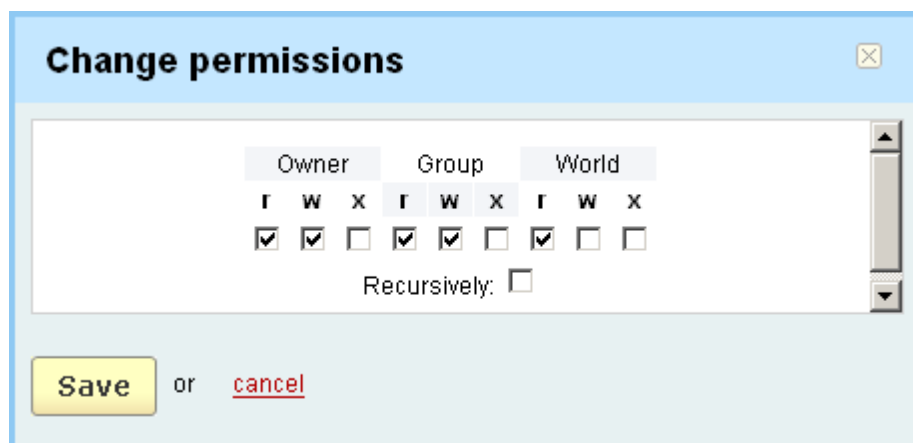 Change permissions
Owner Group World
r w x r w x r w x
Recursively:
Save or cancel